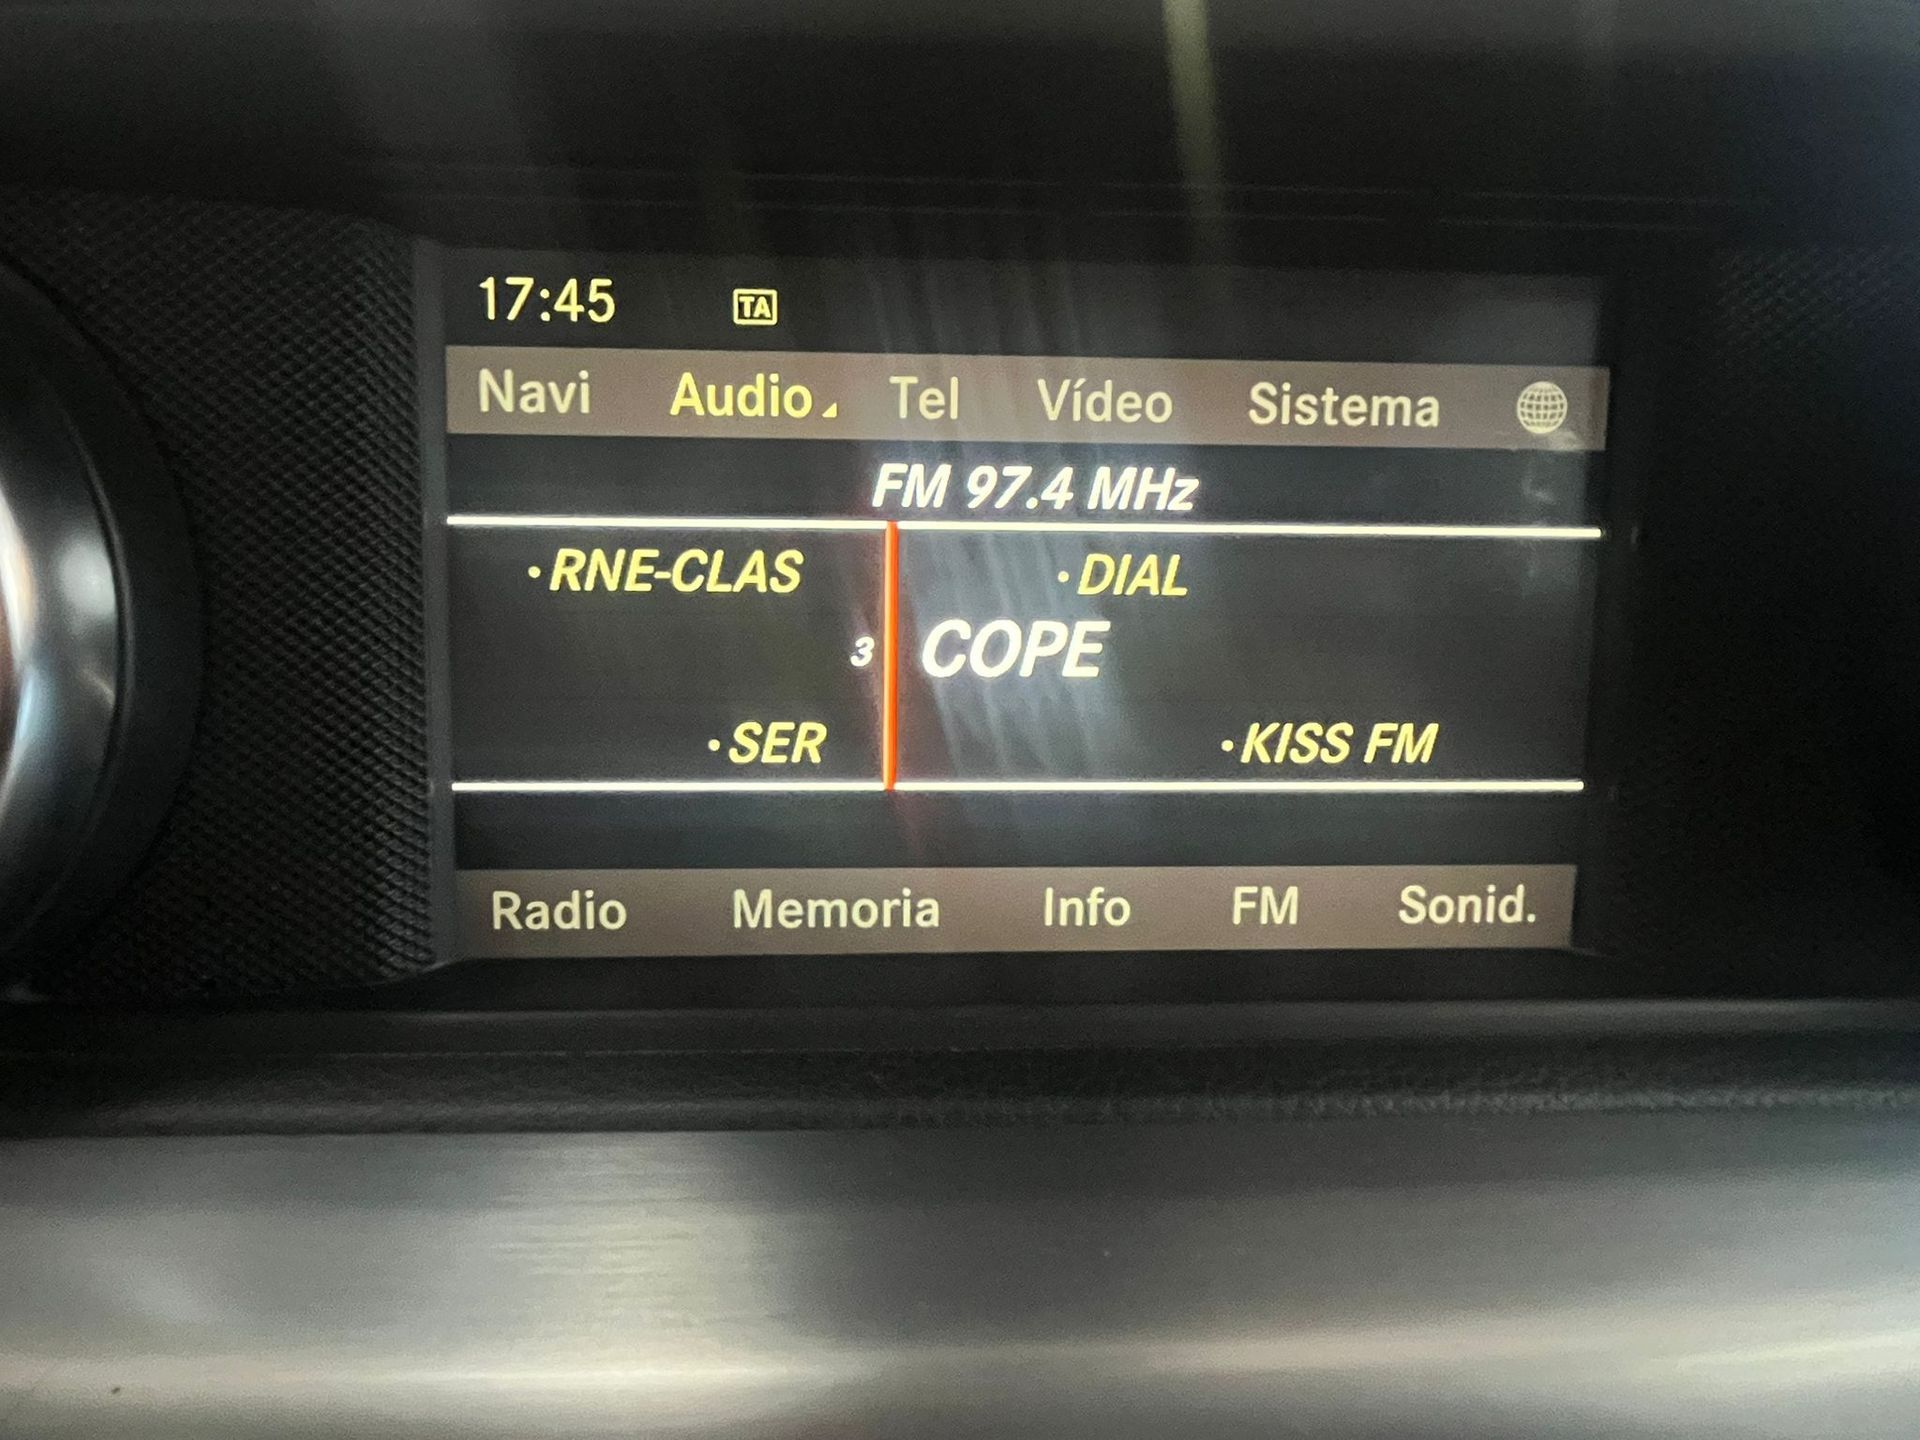 17:45 TA
Navi Audio Tel Vídeo Sistema
FM 97.4 MHz
·RNE-CLAS ·DIAL
3 COPE
·SER ·KISS FM
Radio Memoria Info FM Sonid.